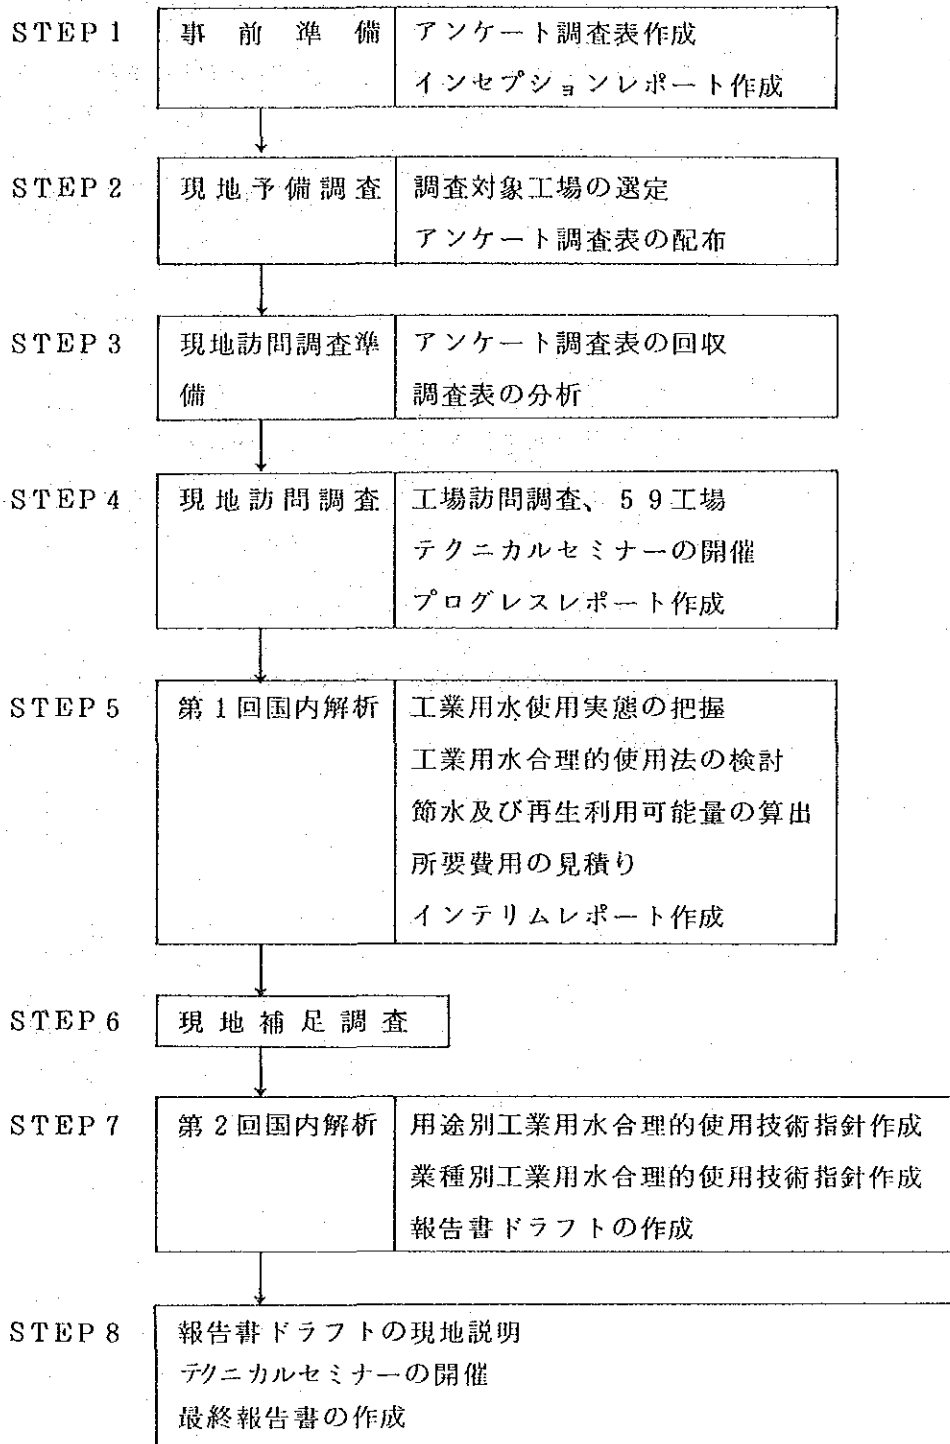 STEP 1 事前準備 アンケート調査表作成
インセプションレポート作成
STEP 2 現地予備調査 調査対象工場の選定
アンケート調査表の配布
STEP 3 現地訪問調査準 アンケート調査表の回収
備 調査表の分析
STEP 4 現地訪問調査 工場訪問調査、59工場
テクニカルセミナーの開催
プログレスレポート作成
STEP 5 第1回国内解析 工業用水使用実態の把握
工業用水合理的使用法の検討
節水及び再生利用可能量の算出
所要費用の見積り
インテリムレポート作成
STEP 6 現地補足調査
STEP 7 第2回国内解析 用途別工業用水合理的使用技術指針作成
業種別工業用水合理的使用技術指針作成
報告書ドラフトの作成
STEP 8 報告書ドラフトの現地説明
テクニカルセミナーの開催
最終報告書の作成